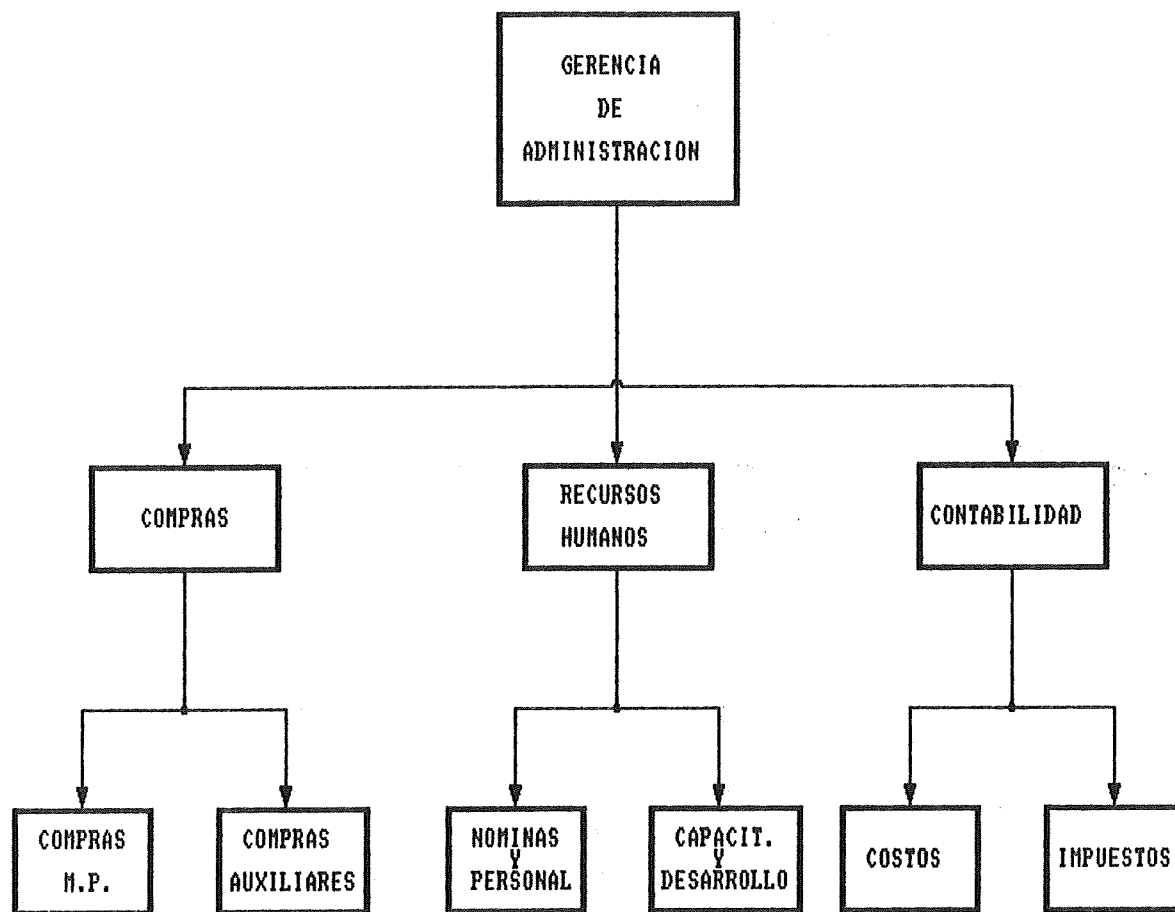 GERENCIA
DE
ADMINISTRACION
COMPRAS
RECURSOS
HUMANOS
CONTABILIDAD
COMPRAS
M.P.
COMPRAS
AUXILIARES
NOMINAS
Y
PERSONAL
CAPACIT.
Y
DESARROLLO
COSTOS
IMPUESTOS